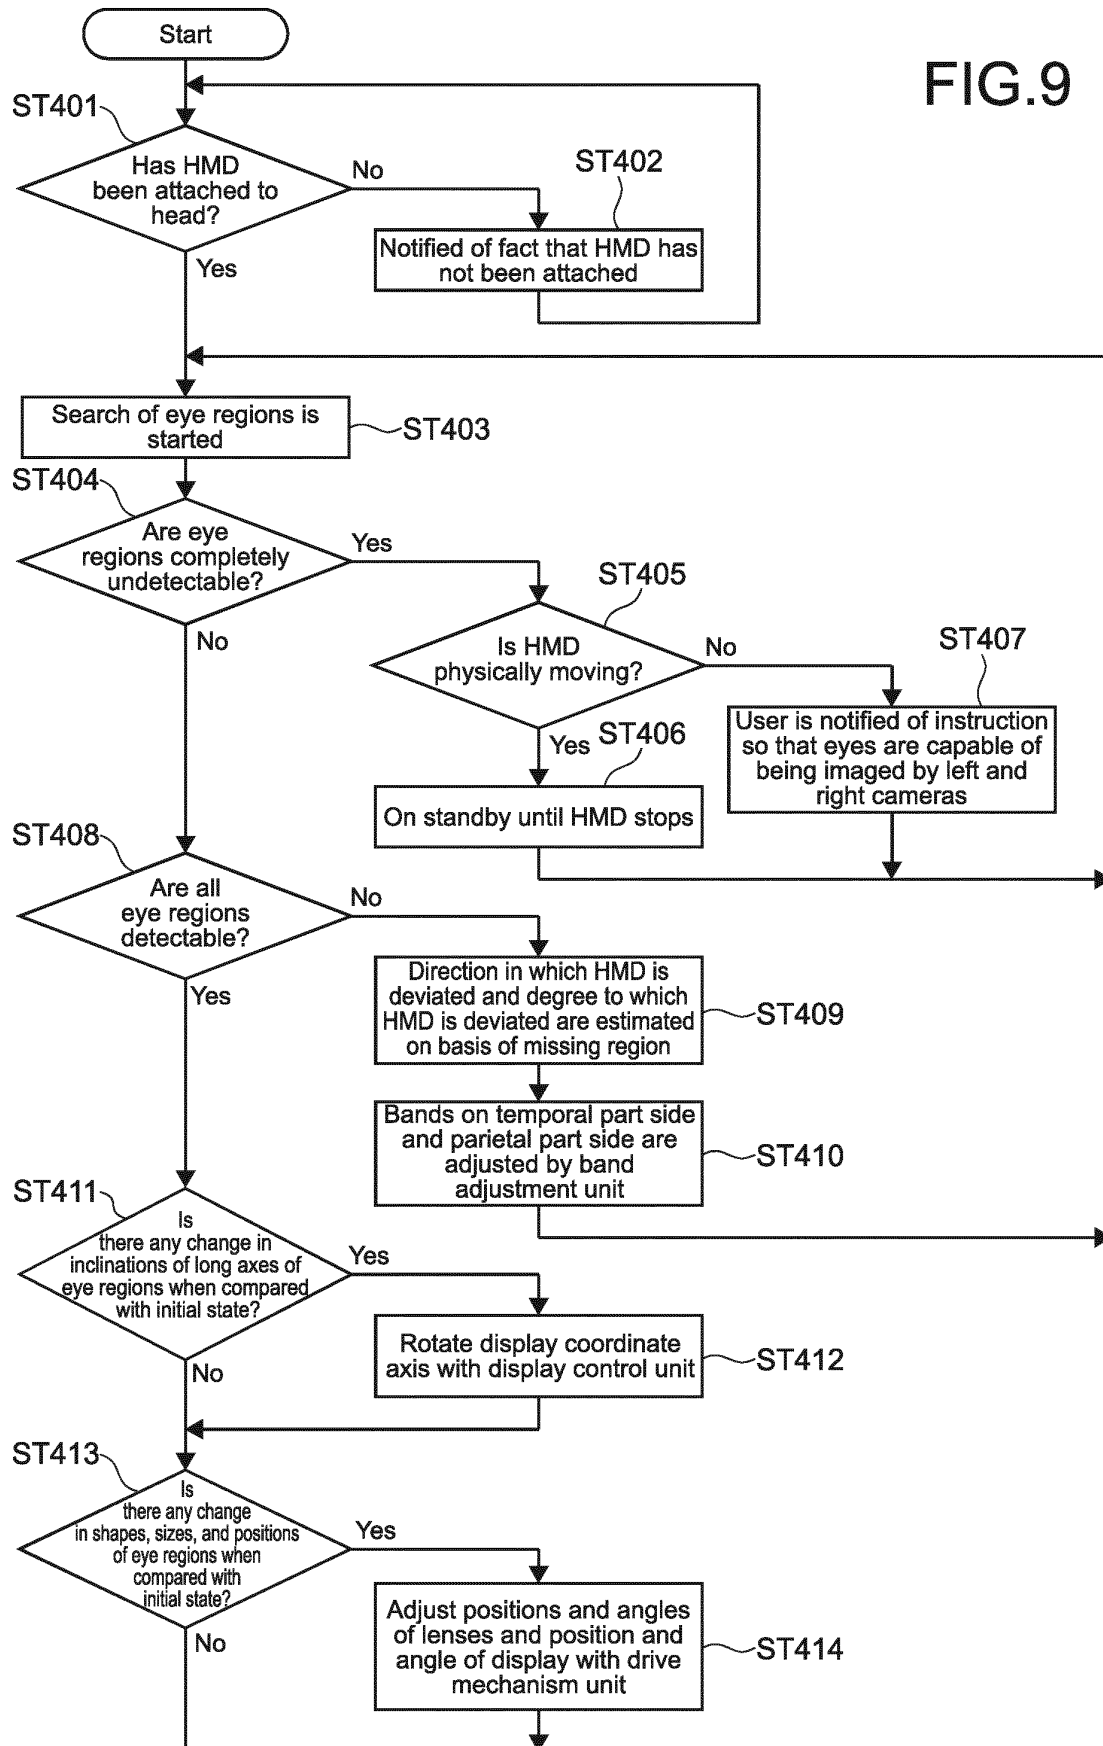 Start
FIG.9
ST401
Has HMD
been attached to
head?
No
ST402
Notified of fact that HMD has
not been attached
Yes
Search of eye regions is
started
ST403
ST404
Are eye
regions completely
undetectable?
Yes
No
ST405
Is HMD
physically moving?
No
ST407
User is notified of instruction
so that eyes are capable of
being imaged by left and
right cameras
Yes
ST406
On standby until HMD stops
ST408
Are all
eye regions
detectable?
No
Yes
Direction in which HMD is
deviated and degree to which
HMD is deviated are estimated
on basis of missing region
ST409
Bands on temporal part side
and parietal part side are
adjusted by band
adjustment unit
ST410
ST411
Is
there any change in
inclinations of long axes of
eye regions when compared
with initial state?
Yes
No
Rotate display coordinate
axis with display control unit
ST412
ST413
Is
there any change
in shapes, sizes, and positions
of eye regions when
compared with
initial state?
Yes
No
Adjust positions and angles
of lenses and position and
angle of display with drive
mechanism unit
ST414